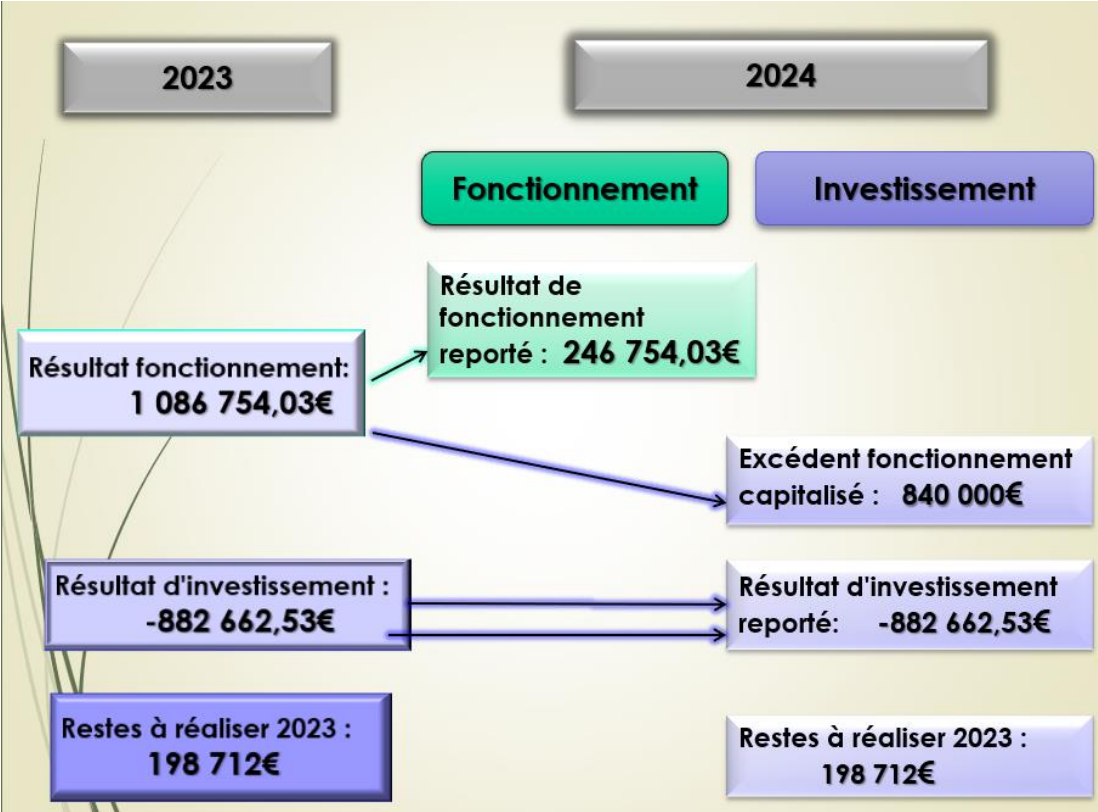 2023
2024
Fonctionnement
Investissement
Résultat de
fonctionnement
reporté : 246 754,03€
Résultat fonctionnement:
1 086 754,03€
Excédent fonctionnement
capitalisé : 840 000€
Résultat d'investissement :
-882 662,53€
Résultat d'investissement
reporté: -882 662,53€
Restes à réaliser 2023 :
198 712€
Restes à réaliser 2023 :
198 712€